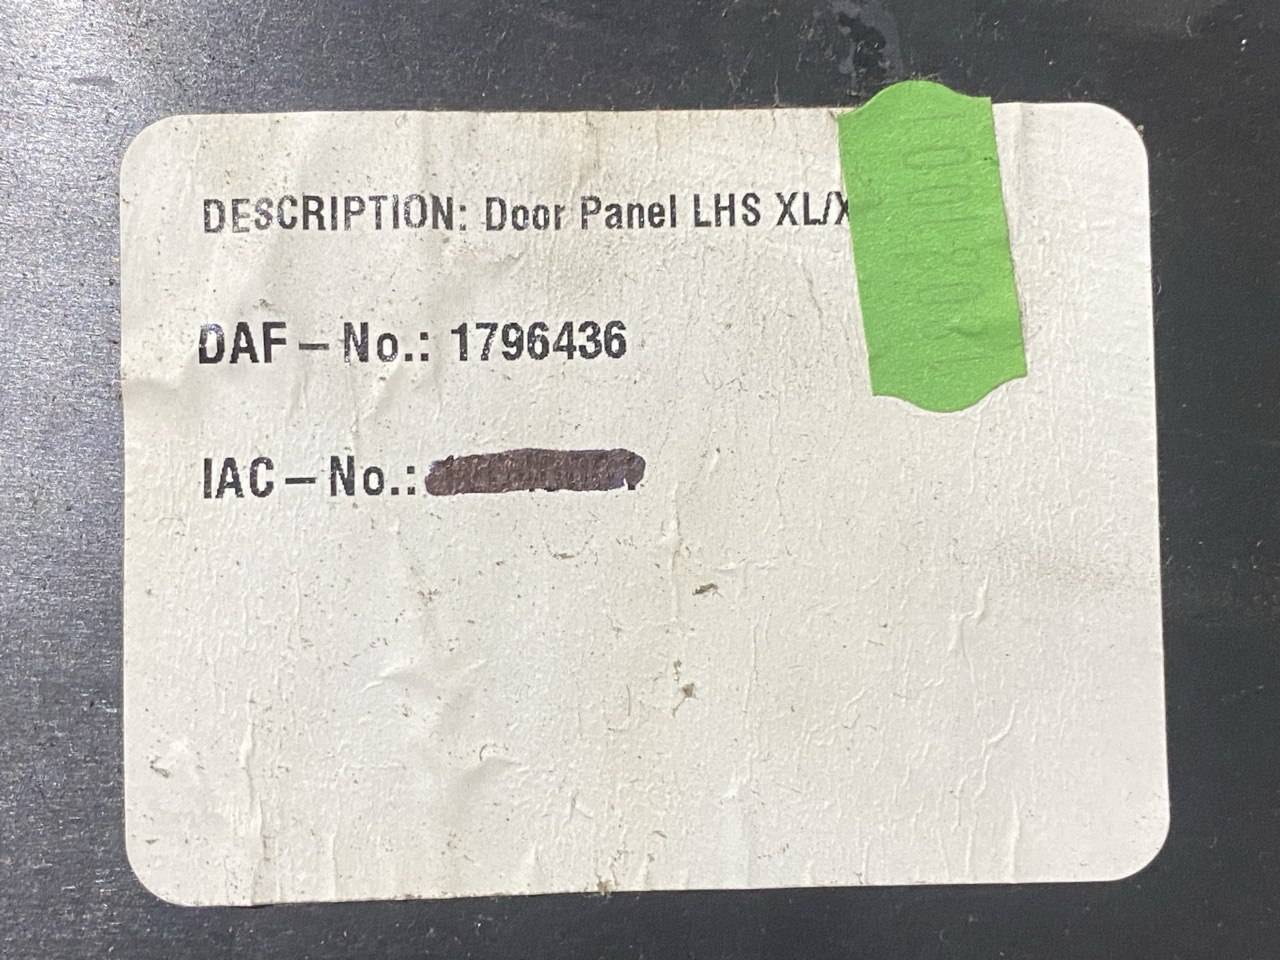 DESCRIPTION: Door Panel LHS XL/X
DAF – No.: 1796436
IAC – No.: